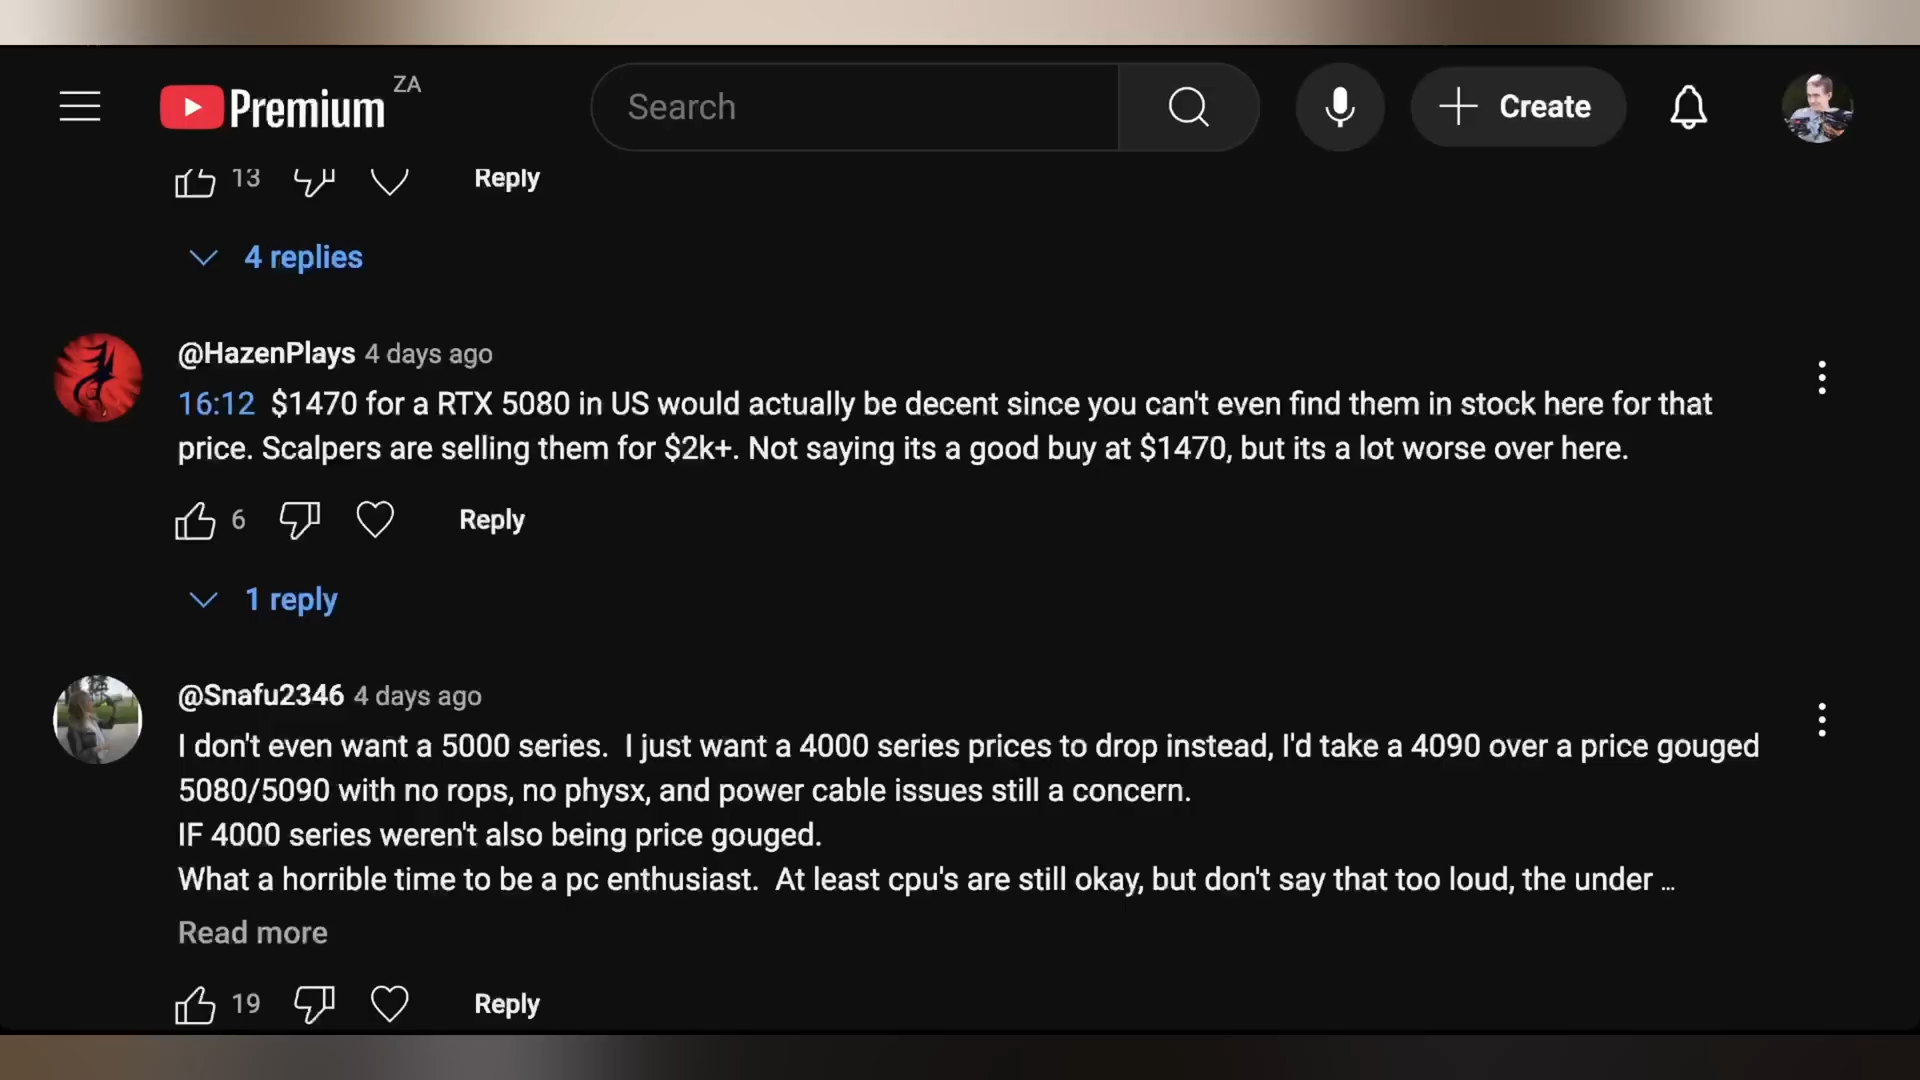 Premium ZA
Search
Create
13
Reply
4 replies
@HazenPlays 4 days ago
16:12 $1470 for a RTX 5080 in US would actually be decent since you can't even find them in stock here for that
price. Scalpers are selling them for $2k+. Not saying its a good buy at $1470, but its a lot worse over here.
6
Reply
1 reply
@Snafu2346 4 days ago
I don't even want a 5000 series.  I just want a 4000 series prices to drop instead, I'd take a 4090 over a price gouged
5080/5090 with no rops, no physx, and power cable issues still a concern.
IF 4000 series weren't also being price gouged.
What a horrible time to be a pc enthusiast.  At least cpu's are still okay, but don't say that too loud, the under ...
Read more
19
Reply